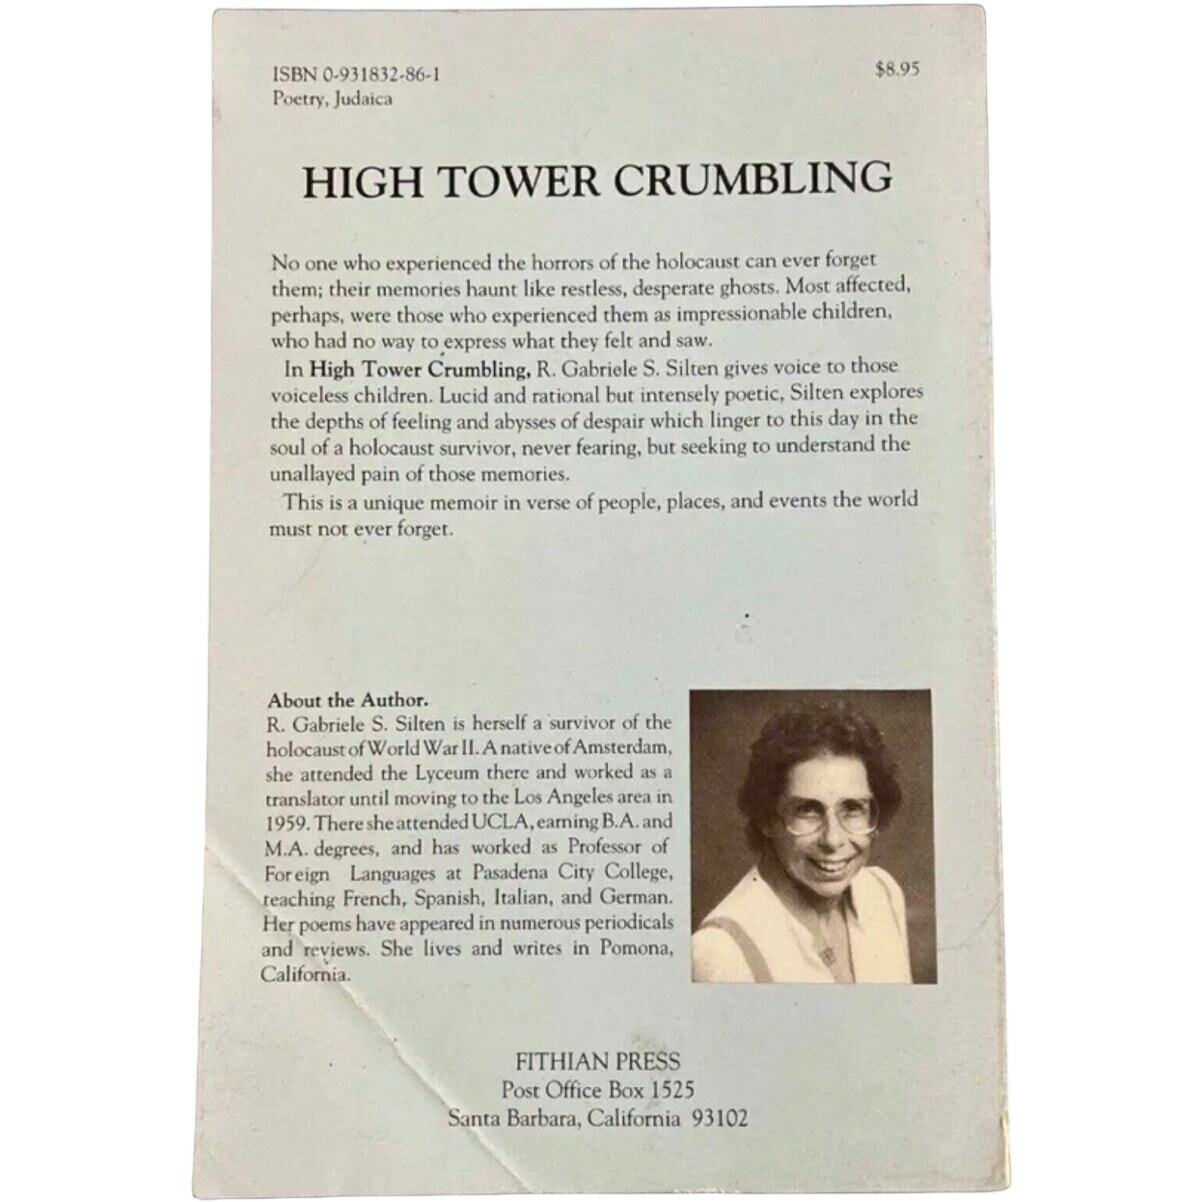 ISBN 0-931832-86-1
$8.95
Poetry, Judaica
HIGH TOWER CRUMBLING
No one who experienced the horrors of the holocaust can ever forget
them; their memories haunt like restless, desperate ghosts. Most affected,
perhaps, were those who experienced them as impressionable children,
who had no way to express what they felt and saw.
In High Tower Crumbling, R. Gabriele S. Silten gives voice to those
voiceless children. Lucid and rational but intensely poetic, Silten explores
the depths of feeling and abysses of despair which linger to this day in the
soul of a holocaust survivor, never fearing, but seeking to understand the
unallayed pain of those memories.
This is a unique memoir in verse of people, places, and events the world
must not ever forget.
About the Author.
R. Gabriele S. Silten is herself a survivor of the
holocaust of World War II. A native of Amsterdam,
she attended the Lyceum there and worked as a
translator until moving to the Los Angeles area in
1959. There she attended UCLA, earning B.A. and
M.A. degrees, and has worked as Professor of
Foreign Languages at Pasadena City College,
teaching French, Spanish, Italian, and German.
Her poems have appeared in numerous periodicals
and reviews. She lives and writes in Pomona,
California.
FITHIAN PRESS
Post Office Box 1525
Santa Barbara, California 93102